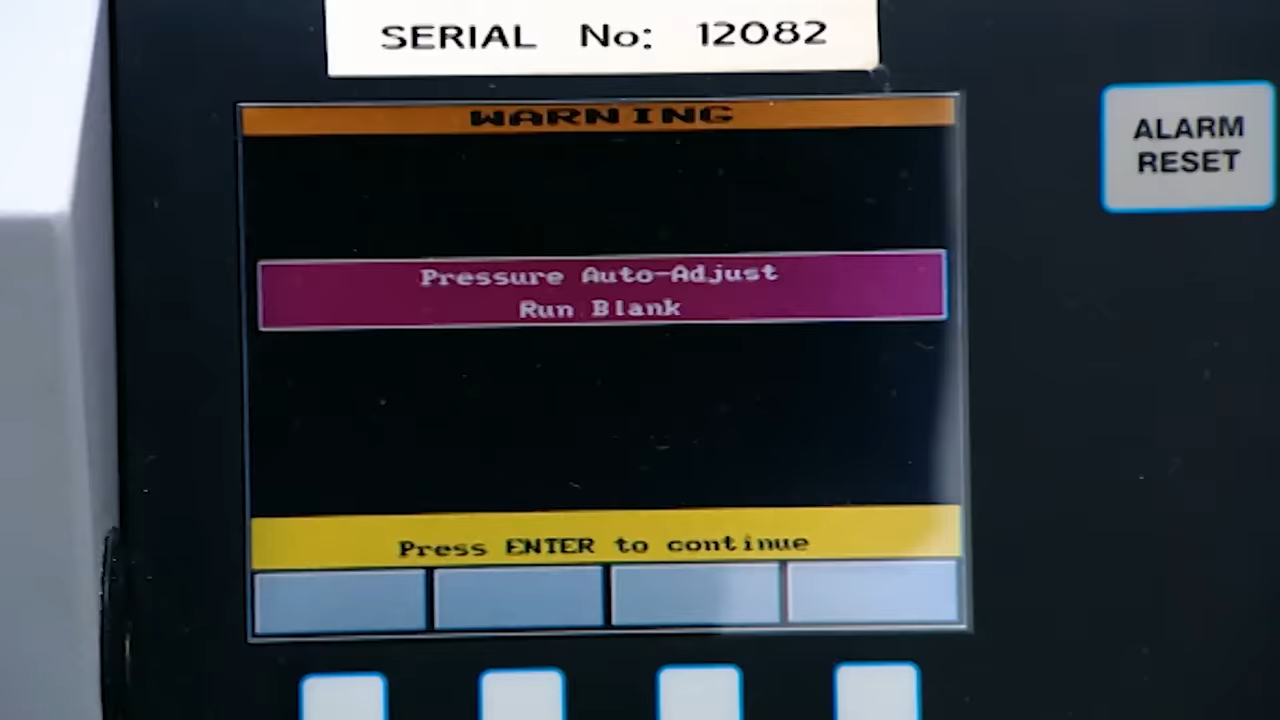 SERIAL No: 12082
WARNING
ALARM
RESET
Pressure Auto-Adjust
Run Blank
Press ENTER to continue